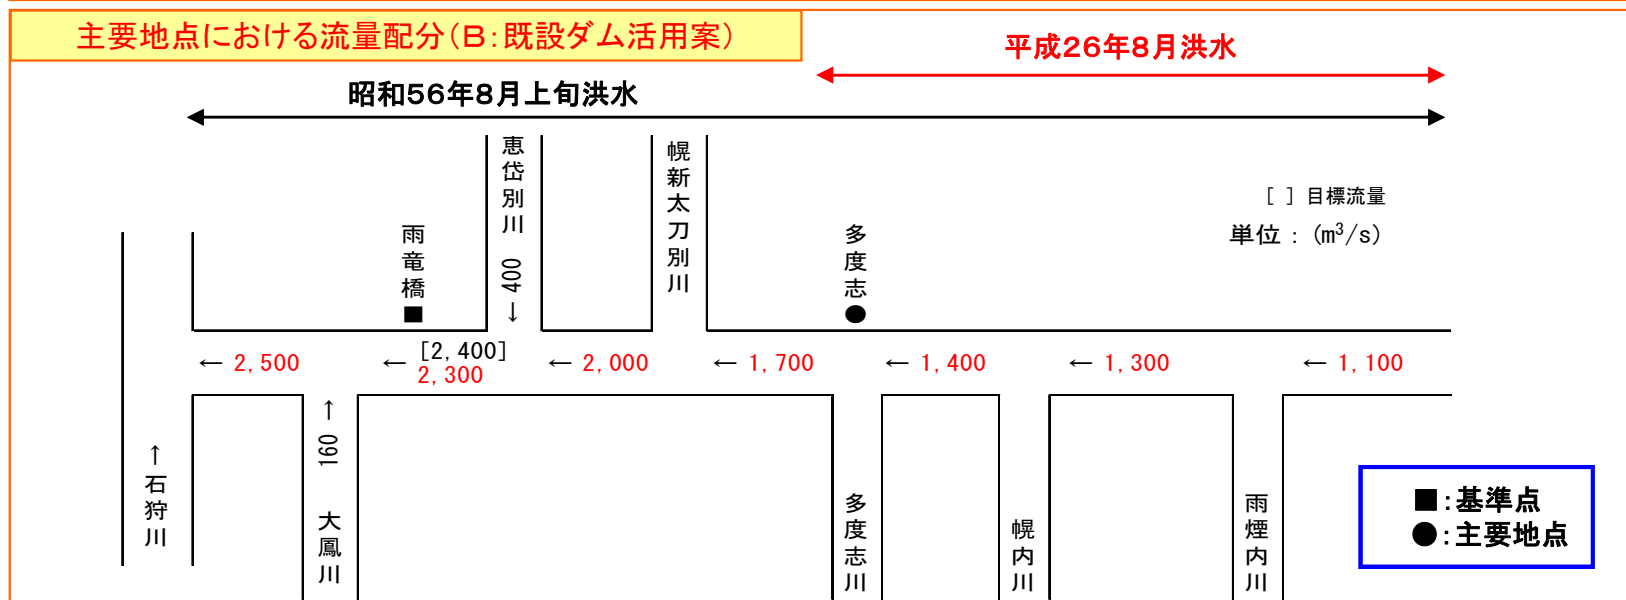 主要地点における流量配分（B：既設ダム活用案）
平成26年8月洪水
昭和56年8月上旬洪水
恵岱別川 400 →
幌新太刀別川
[ ] 目標流量
単位：(m³/s)
雨竜橋
■
多度志
●
← 2,500
← [2,400]
2,300
← 2,000
← 1,700
← 1,400
← 1,300
← 1,100
→石狩川
160 →
大鳳川
多度志川
幌内川
雨煙内川
■：基準点
●：主要地点